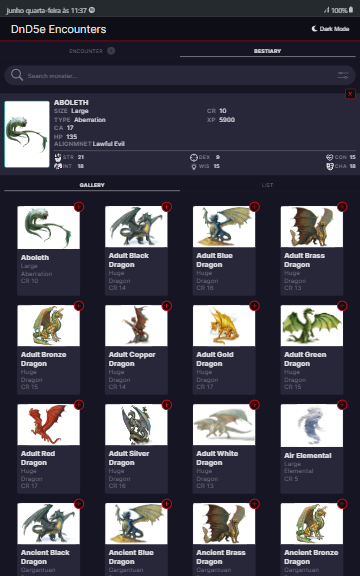 junho quarta-feira às 11:37
100%
DnD5e Encounters
Dark Mode
ENCOUNTER
BESTIARY
Search monster...
ABOLETH
SIZE Large
CR 10
TYPE Aberration
XP 5900
CA 17
HP 135
ALIGNMNET Lawful Evil
STR 21
DEX 9
CON 15
INT 18
WIS 15
CHA 18
GALLERY
LIST
Aboleth
Large
Aberration
CR 10
Adult Black Dragon
Huge
Dragon
CR 14
Adult Blue Dragon
Huge
Dragon
CR 16
Adult Brass Dragon
Huge
Dragon
CR 13
Adult Bronze Dragon
Huge
Dragon
CR 15
Adult Copper Dragon
Huge
Dragon
CR 14
Adult Gold Dragon
Huge
Dragon
CR 17
Adult Green Dragon
Huge
Dragon
CR 15
Adult Red Dragon
Huge
Dragon
CR 17
Adult Silver Dragon
Huge
Dragon
CR 16
Adult White Dragon
Huge
Dragon
CR 13
Air Elemental
Large
Elemental
CR 5
Ancient Black
Gargantuan
Ancient Blue
Gargantuan
Ancient Brass
Gargantuan
Ancient Bronze
Gargantuan